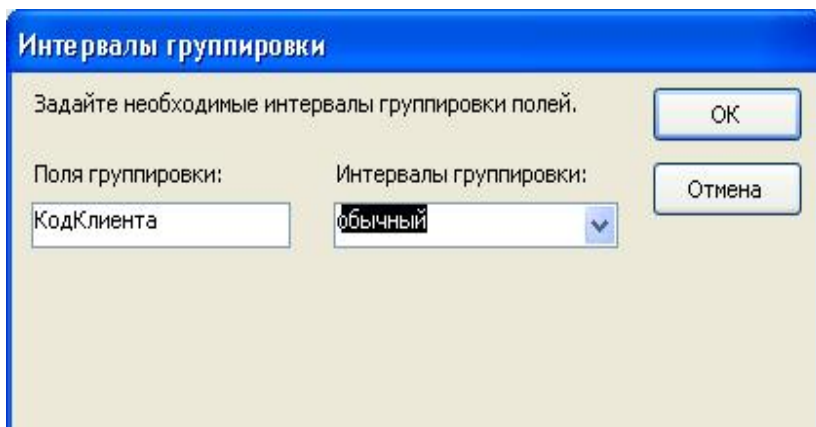 Интервалы группировки
Задайте необходимые интервалы группировки полей.
ОК
Поля группировки:
Интервалы группировки:
Отмена
КодКлиента
обычный